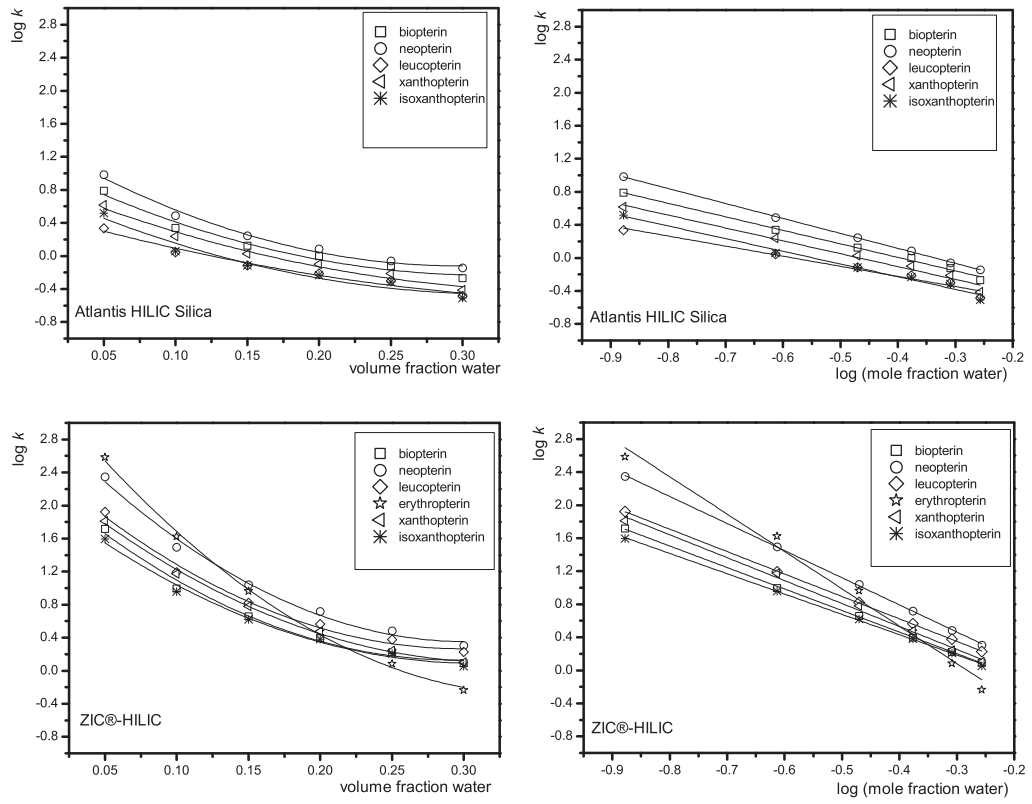 log k
2.8
2.4
2.0
1.6
1.2
0.8
0.4
0.0
-0.4
-0.8
biopterin
neopterin
leucopterin
xanthopterin
isoxanthopterin
Atlantis HILIC Silica
0.05 0.10 0.15 0.20 0.25 0.30
volume fraction water
log k
2.8
2.4
2.0
1.6
1.2
0.8
0.4
0.0
-0.4
-0.8
biopterin
neopterin
leucopterin
xanthopterin
isoxanthopterin
Atlantis HILIC Silica
-0.9 -0.8 -0.7 -0.6 -0.5 -0.4 -0.3 -0.2
log (mole fraction water)
log k
2.8
2.4
2.0
1.6
1.2
0.8
0.4
0.0
-0.4
-0.8
biopterin
neopterin
leucopterin
erythropterin
xanthopterin
isoxanthopterin
ZIC®-HILIC
0.05 0.10 0.15 0.20 0.25 0.30
volume fraction water
log k
2.8
2.4
2.0
1.6
1.2
0.8
0.4
0.0
-0.4
-0.8
biopterin
neopterin
leucopterin
erythropterin
xanthopterin
isoxanthopterin
ZIC®-HILIC
-0.9 -0.8 -0.7 -0.6 -0.5 -0.4 -0.3 -0.2
log (mole fraction water)